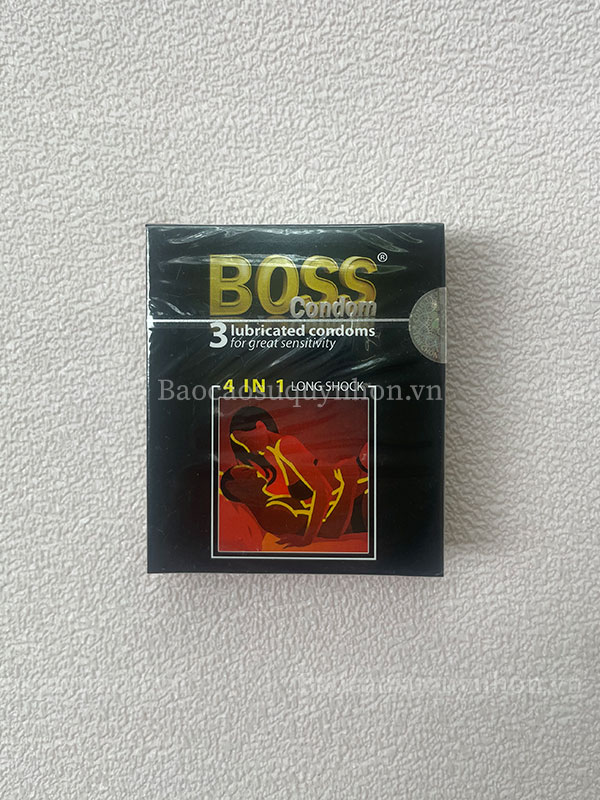 BOSS®
Condom
3 lubricated condoms
for great sensitivity
4 IN 1 LONG SHOCK
Baocaosuquynhon.vn